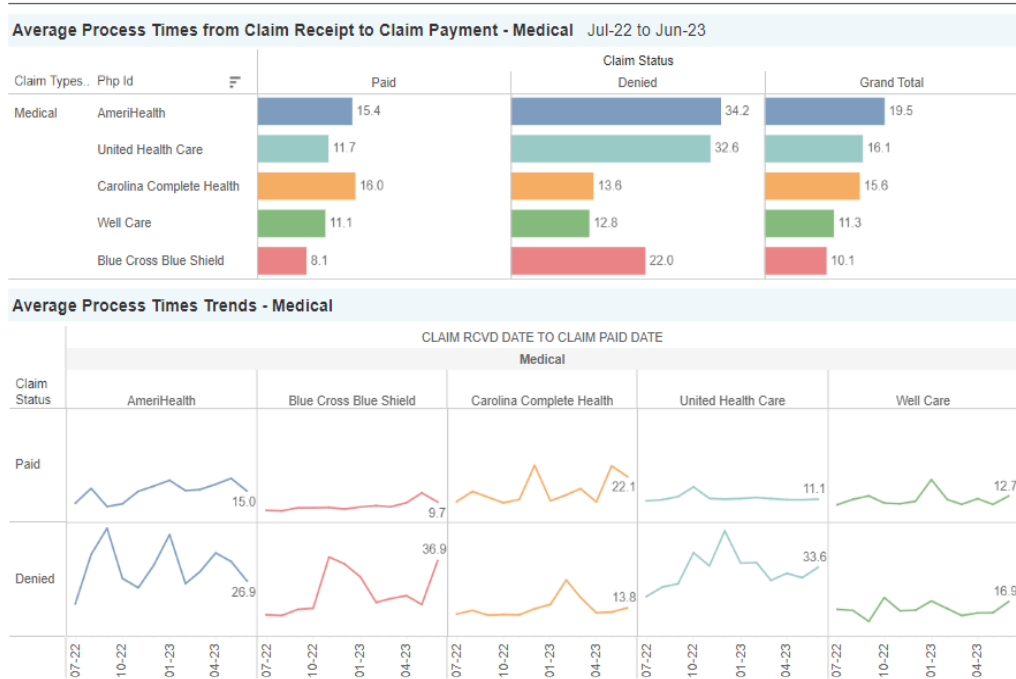 Average Process Times from Claim Receipt to Claim Payment - Medical Jul-22 to Jun-23
Claim Status
Claim Types.. Php Id Paid Denied Grand Total
Medical AmeriHealth 15.4 34.2 19.5
United Health Care 11.7 32.6 16.1
Carolina Complete Health 16.0 13.6 15.6
Well Care 11.1 12.8 11.3
Blue Cross Blue Shield 8.1 22.0 10.1
Average Process Times Trends - Medical
CLAIM RCVD DATE TO CLAIM PAID DATE
Medical
Claim
Status AmeriHealth Blue Cross Blue Shield Carolina Complete Health United Health Care Well Care
Paid 15.0 9.7 22.1 11.1 12.7
Denied 26.9 36.9 13.8 33.6 16.9
07-22 10-22 01-23 04-23 07-22 10-22 01-23 04-23 07-22 10-22 01-23 04-23 07-22 10-22 01-23 04-23 07-22 10-22 01-23 04-23